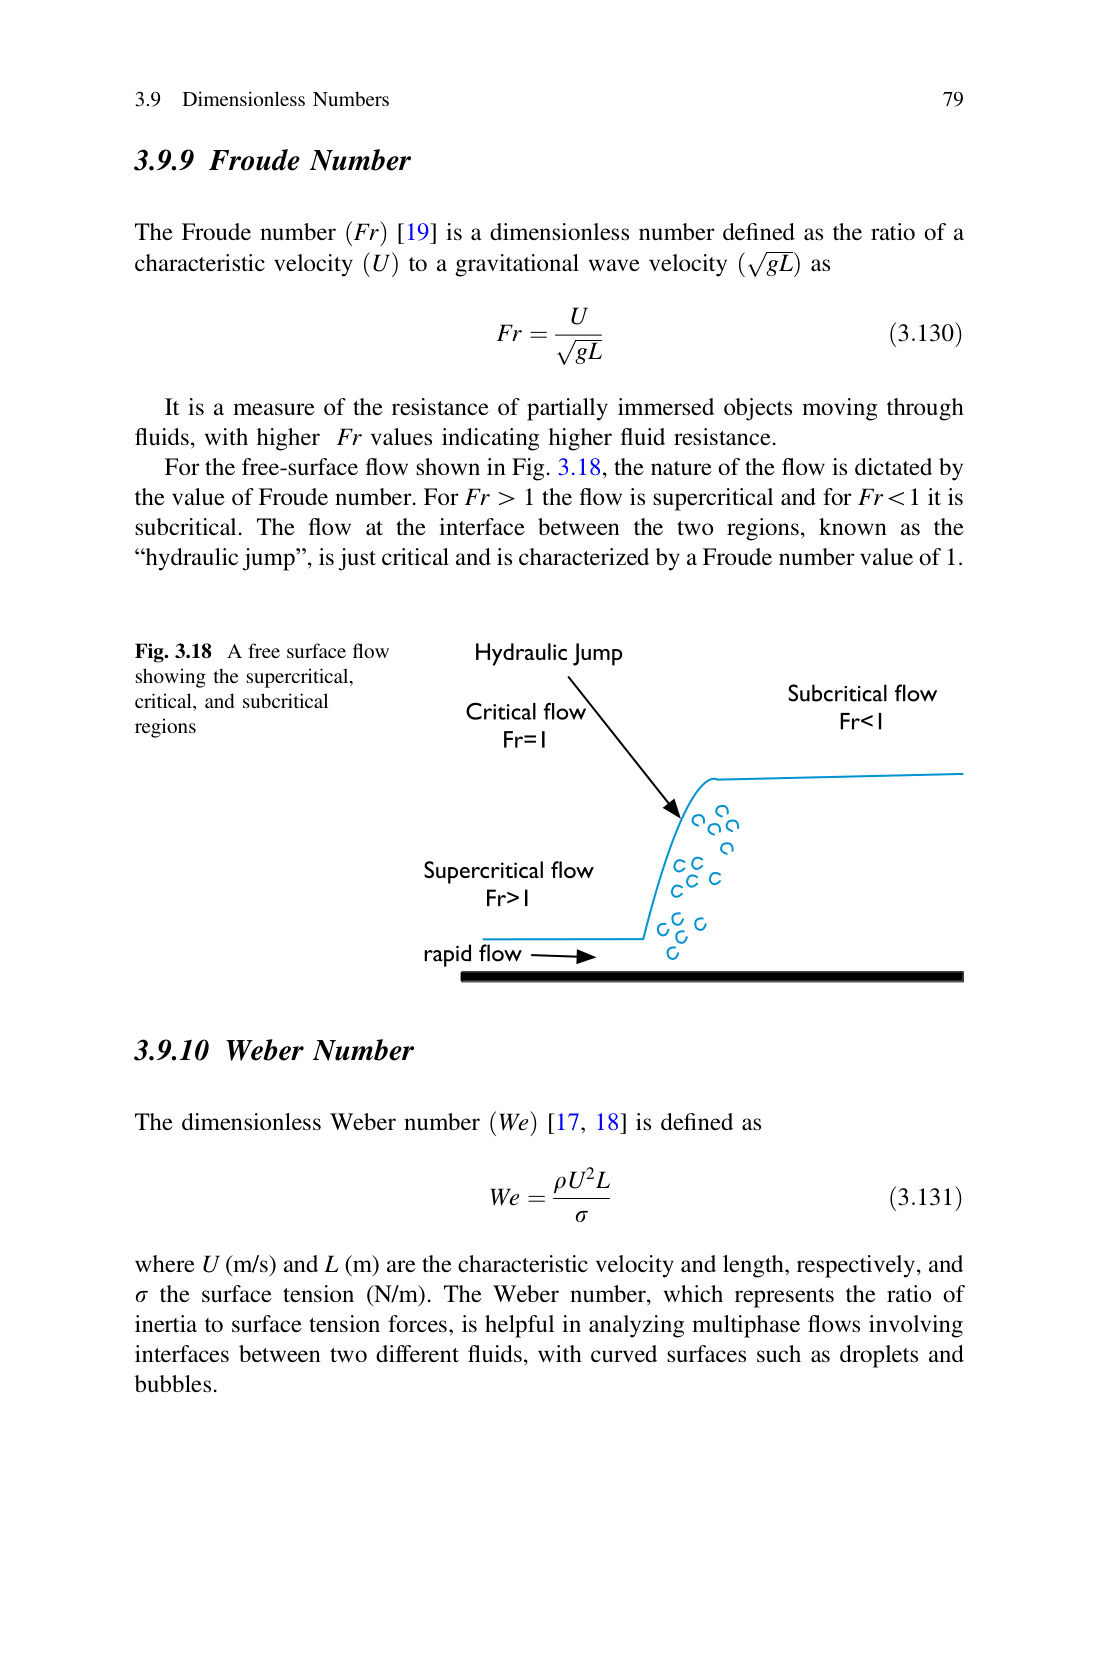 3.9 Dimensionless Numbers 79
3.9.9 Froude Number
The Froude number (Fr) [19] is a dimensionless number defined as the ratio of a
characteristic velocity (U) to a gravitational wave velocity (√gL) as
Fr = U/√gL (3.130)
It is a measure of the resistance of partially immersed objects moving through
fluids, with higher Fr values indicating higher fluid resistance.
For the free-surface flow shown in Fig. 3.18, the nature of the flow is dictated by
the value of Froude number. For Fr > 1 the flow is supercritical and for Fr < 1 it is
subcritical. The flow at the interface between the two regions, known as the
“hydraulic jump”, is just critical and is characterized by a Froude number value of 1.
Fig. 3.18 A free surface flow
showing the supercritical,
critical, and subcritical
regions
Hydraulic Jump
Subcritical flow
Fr<1
Critical flow
Fr=1
Supercritical flow
Fr>1
rapid flow
3.9.10 Weber Number
The dimensionless Weber number (We) [17, 18] is defined as
We = ρU²L/σ (3.131)
where U (m/s) and L (m) are the characteristic velocity and length, respectively, and
σ the surface tension (N/m). The Weber number, which represents the ratio of
inertia to surface tension forces, is helpful in analyzing multiphase flows involving
interfaces between two different fluids, with curved surfaces such as droplets and
bubbles.